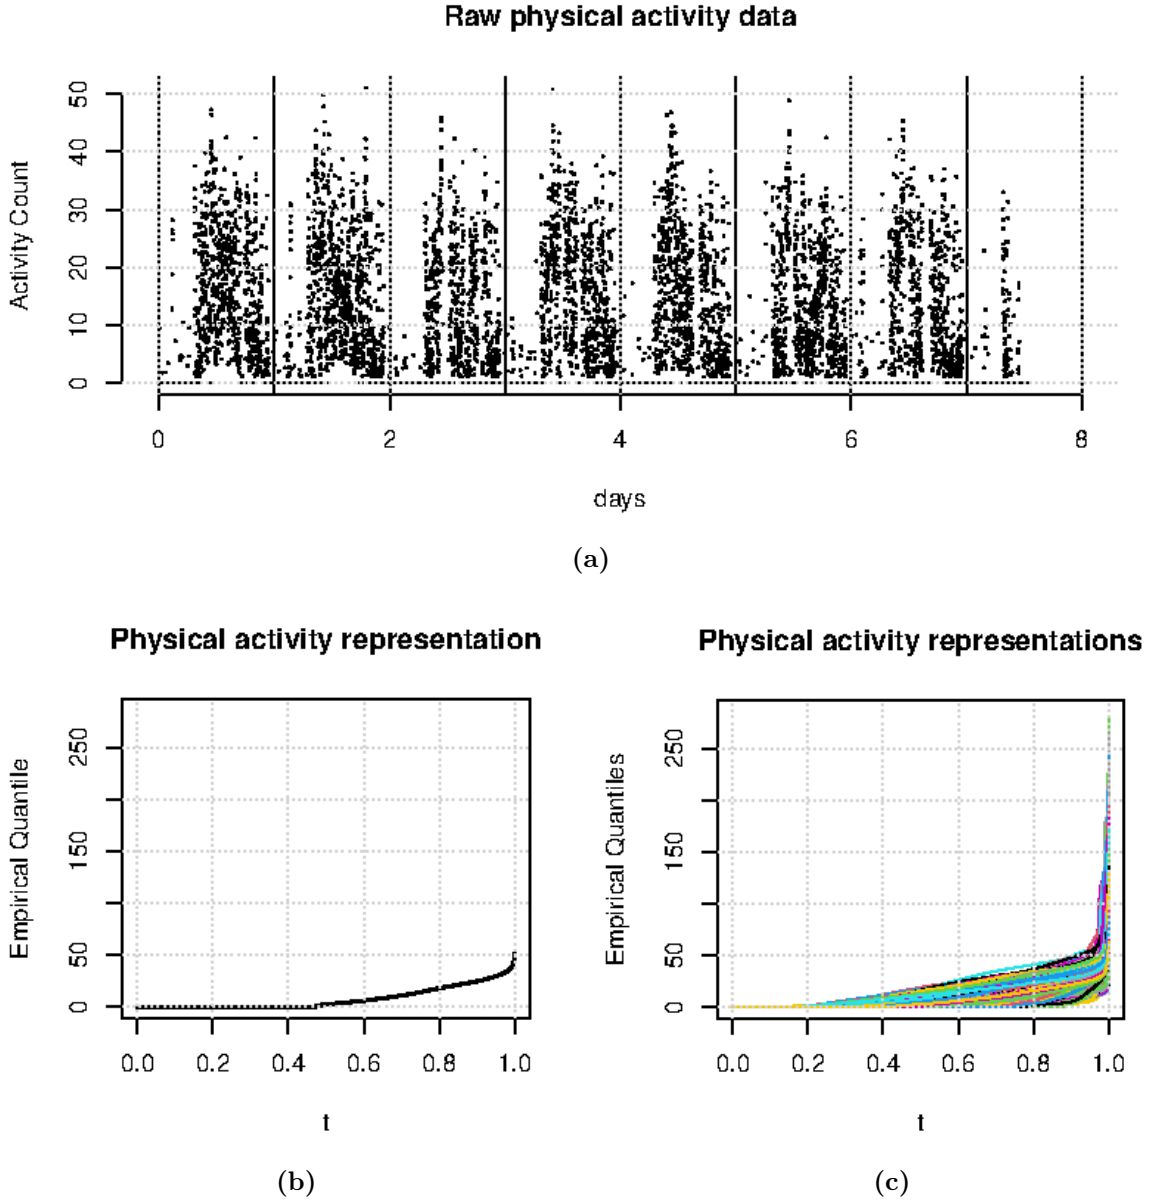 Raw physical activity data
Activity Count
50
40
30
20
10
0
0 2 4 6 8
days
(a)
Physical activity representation
Empirical Quantile
250
150
50
0
0.0 0.2 0.4 0.6 0.8 1.0
t
(b)
Physical activity representations
Empirical Quantiles
250
150
50
0
0.0 0.2 0.4 0.6 0.8 1.0
t
(c)